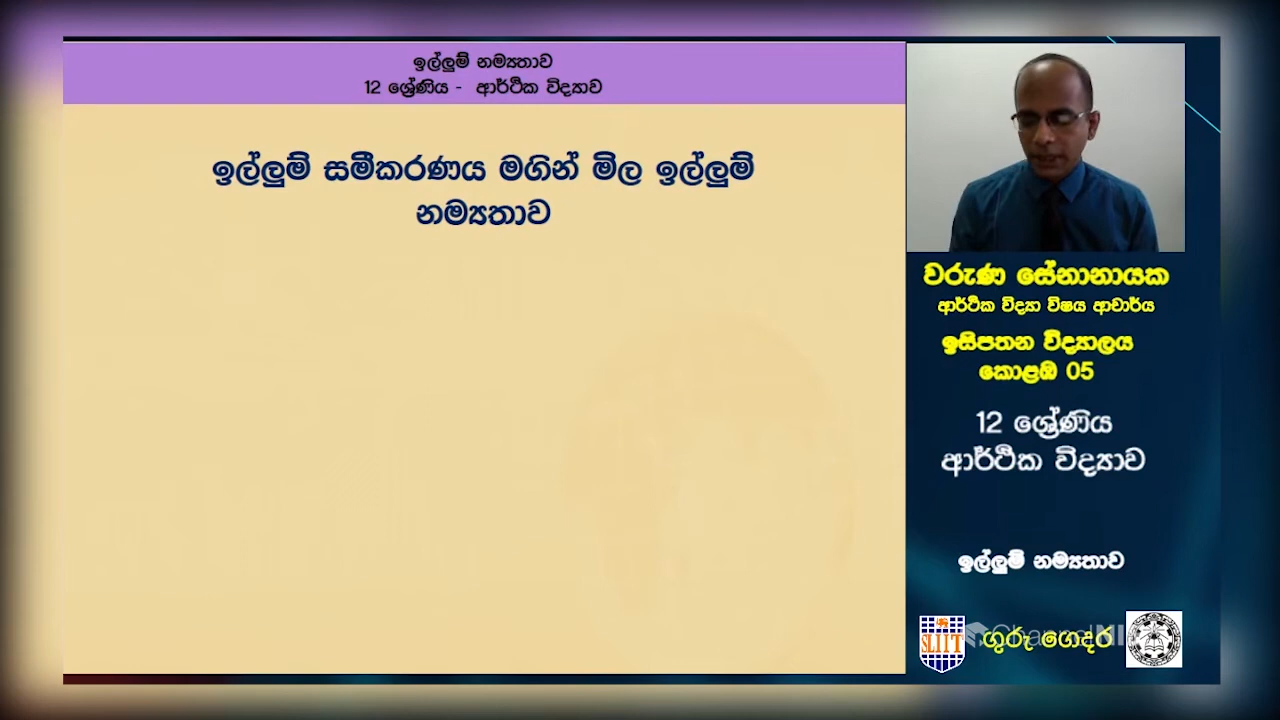 ඉල්ලුම් නම්‍යතාව
12 ශ්‍රේණිය - ආර්ථික විද්‍යාව
ඉල්ලුම් සමීකරණය මගින් මිල ඉල්ලුම්
නම්‍යතාව
වරුණ සේනානායක
ආර්ථික විද්‍යා විෂය ආචාර්ය
ඉසිපතන විද්‍යාලය
කොළඹ 05
12 ශ්‍රේණිය
ආර්ථික විද්‍යාව
ඉල්ලුම් නම්‍යතාව
SLIIT
ගුරු ගෙදර